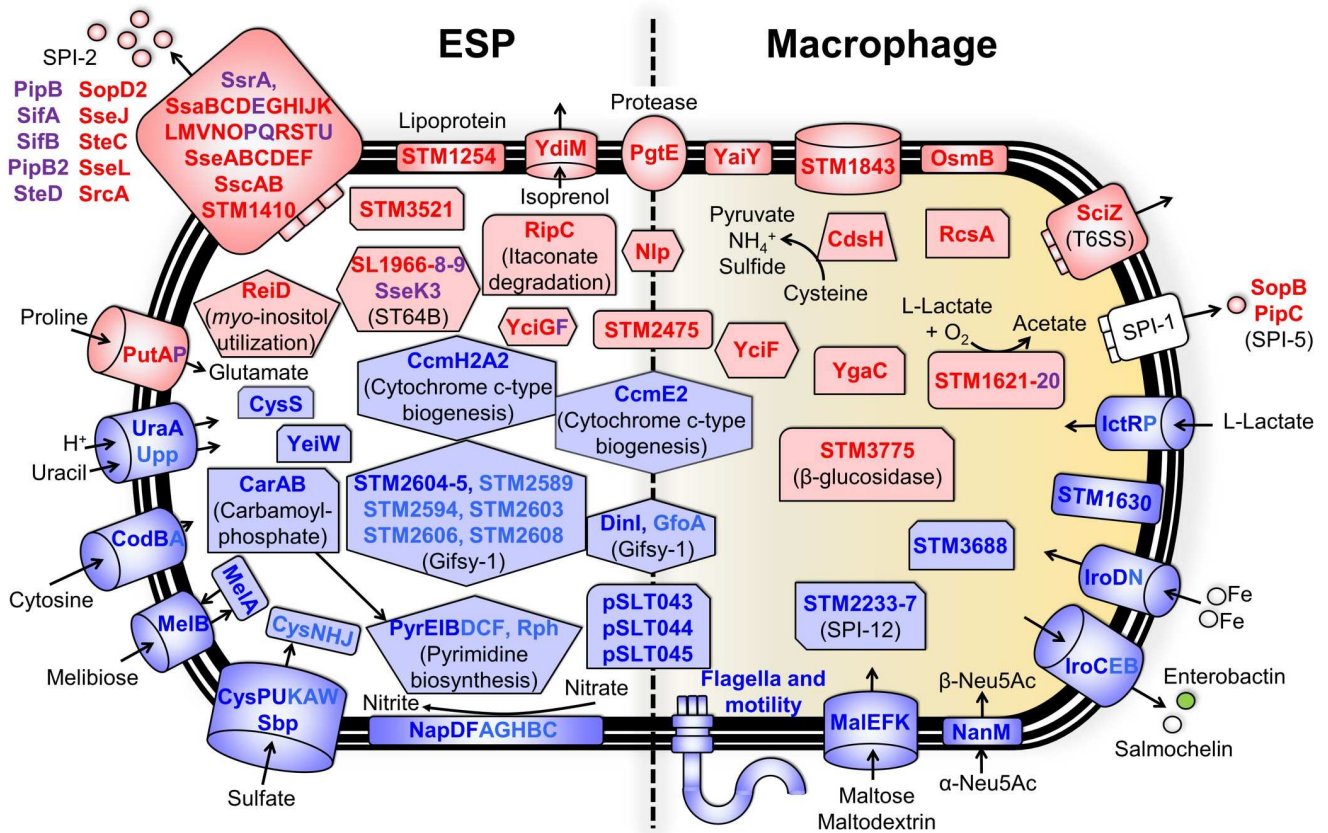 ESP
Macrophage
SPI-2
PipB SopD2
SifA SseJ
SifB SteC
PipB2 SseL
SteD SrcA
SsrA,
SsaBCDEGHIJK
LMVNOPQRSTU
SseABCDEF
SscAB
STM1410
Lipoprotein
STM1254
YdiM
Isoprenol
Protease
PgtE
YaiY
STM1843
OsmB
STM3521
RipC
(Itaconate
degradation)
Nlp
Pyruvate
NH₄⁺
Sulfide
CdsH
Cysteine
RcsA
SciZ
(T6SS)
SL1966-8-9
SseK3
(ST64B)
ReiD
(myo-inositol
utilization)
YciGF
STM2475
YciF
L-Lactate
+ O₂
Acetate
YgaC
STM1621-20
SPI-1
SopB
PipC
(SPI-5)
Proline
PutAP
Glutamate
CcmH2A2
(Cytochrome c-type
biogenesis)
CcmE2
(Cytochrome c-type
biogenesis)
CysS
YeiW
H⁺
Uracil
UraA
Upp
lctRP
L-Lactate
STM3775
(β-glucosidase)
CarAB
(Carbamoyl-
phosphate)
STM2604-5, STM2589
STM2594, STM2603
STM2606, STM2608
(Gifsy-1)
DinI, GfoA
(Gifsy-1)
STM1630
STM3688
CodBA
Cytosine
MelA
MelB
Melibiose
CysNHJ
PyrEIBDCF, Rph
(Pyrimidine
biosynthesis)
pSLT043
pSLT044
pSLT045
STM2233-7
(SPI-12)
IroDN
Fe
Fe
IroCEB
Enterobactin
Salmochelin
CysPUKAW
Sbp
Sulfate
Nitrite
Nitrate
NapDFAGHBC
Flagella and
motility
MalEFK
Maltose
Maltodextrin
β-Neu5Ac
NanM
α-Neu5Ac